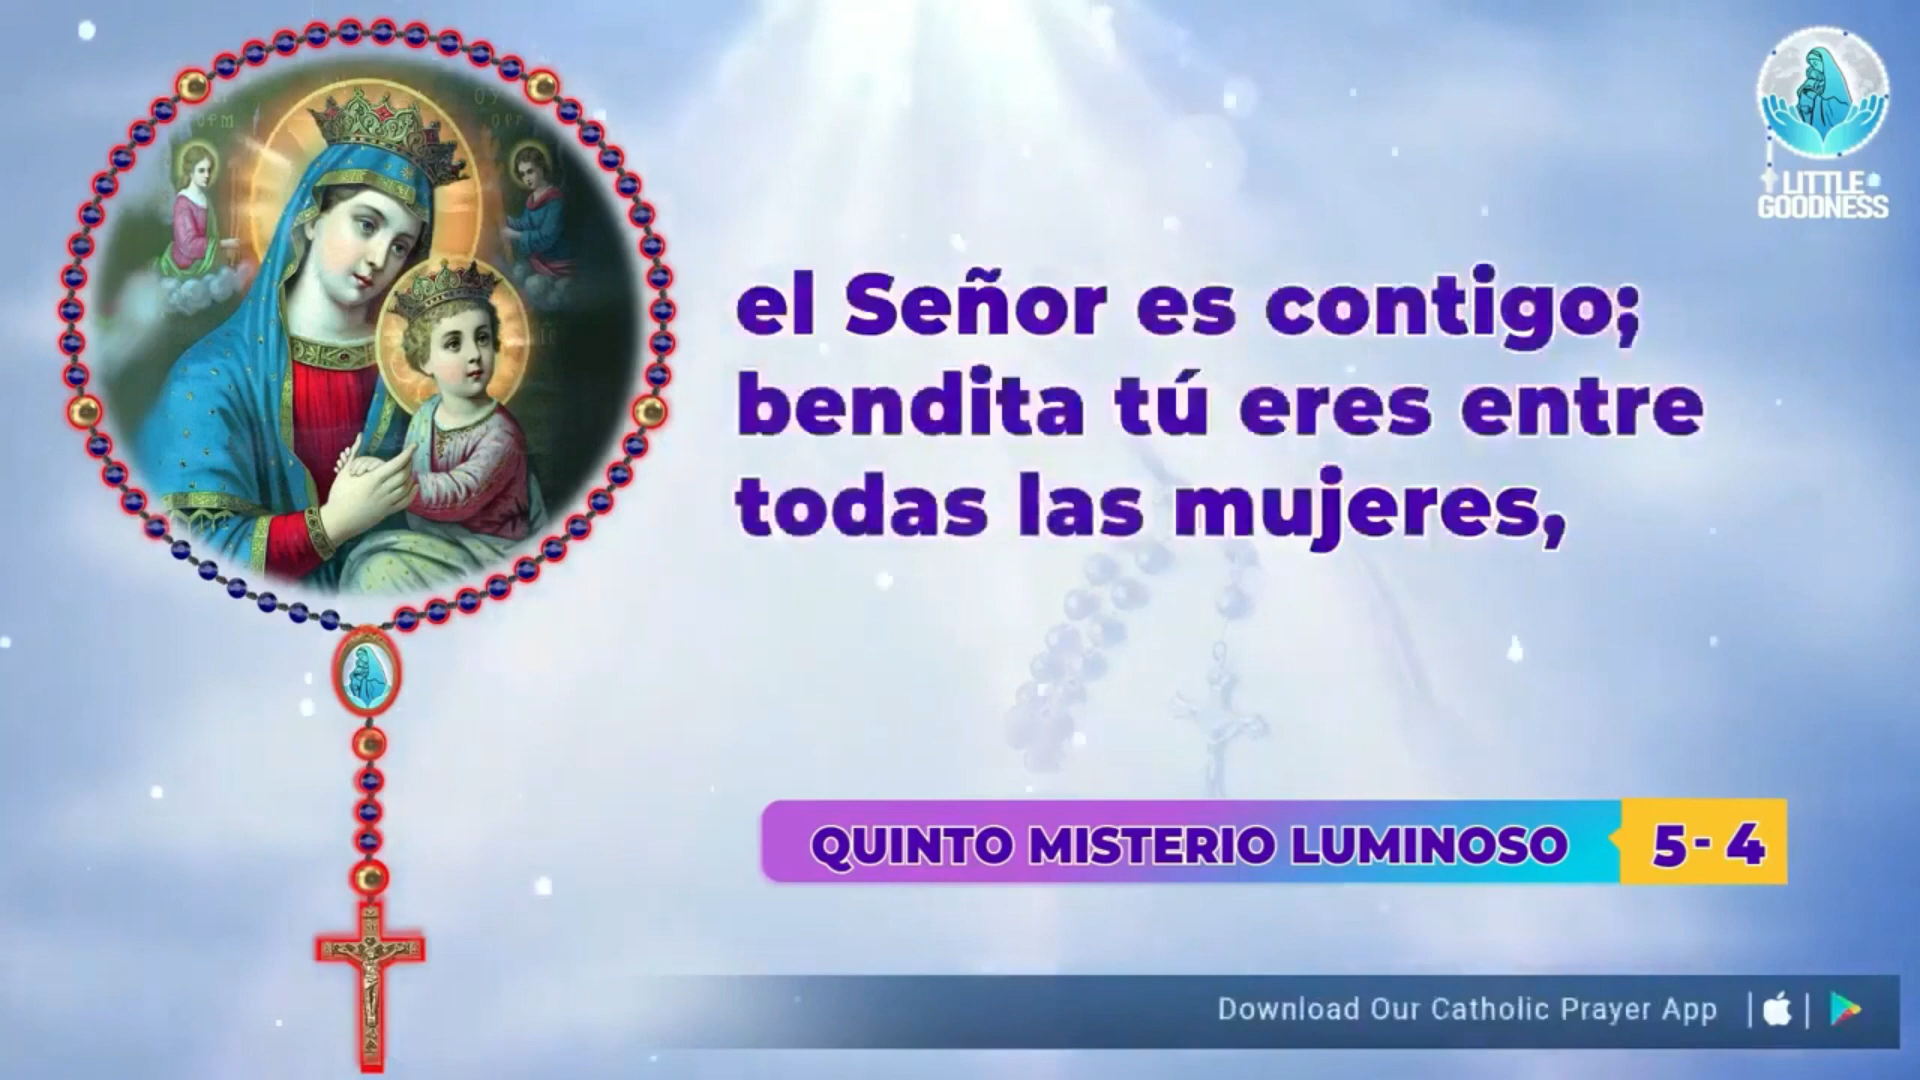 LITTLE
GOODNESS
el Señor es contigo;
bendita tú eres entre
todas las mujeres,
QUINTO MISTERIO LUMINOSO 5 - 4
Download Our Catholic Prayer App